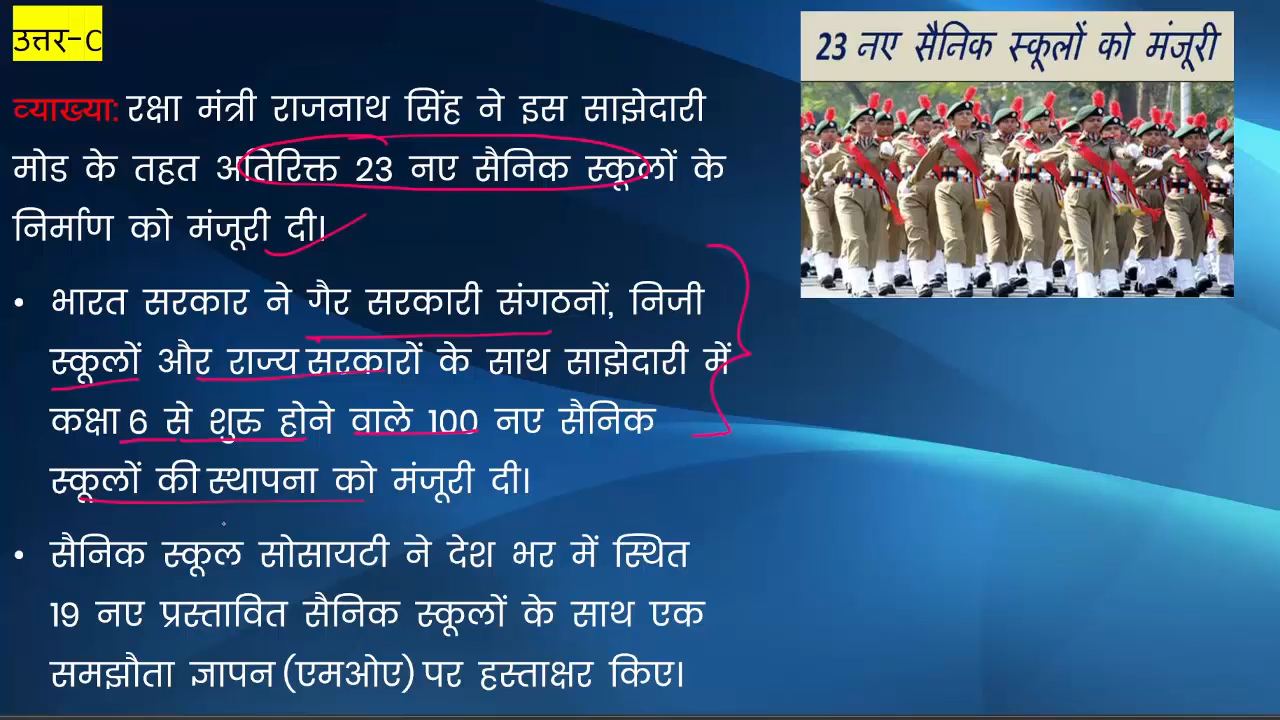 उत्तर-C
23 नए सैनिक स्कूलों को मंजूरी
व्याख्या: रक्षा मंत्री राजनाथ सिंह ने इस साझेदारी
मोड के तहत अतिरिक्त 23 नए सैनिक स्कूलों के
निर्माण को मंजूरी दी।
• भारत सरकार ने गैर सरकारी संगठनों, निजी
स्कूलों और राज्य सरकारों के साथ साझेदारी में
कक्षा 6 से शुरु होने वाले 100 नए सैनिक
स्कूलों की स्थापना को मंजूरी दी।
• सैनिक स्कूल सोसायटी ने देश भर में स्थित
19 नए प्रस्तावित सैनिक स्कूलों के साथ एक
समझौता ज्ञापन (एमओए) पर हस्ताक्षर किए।